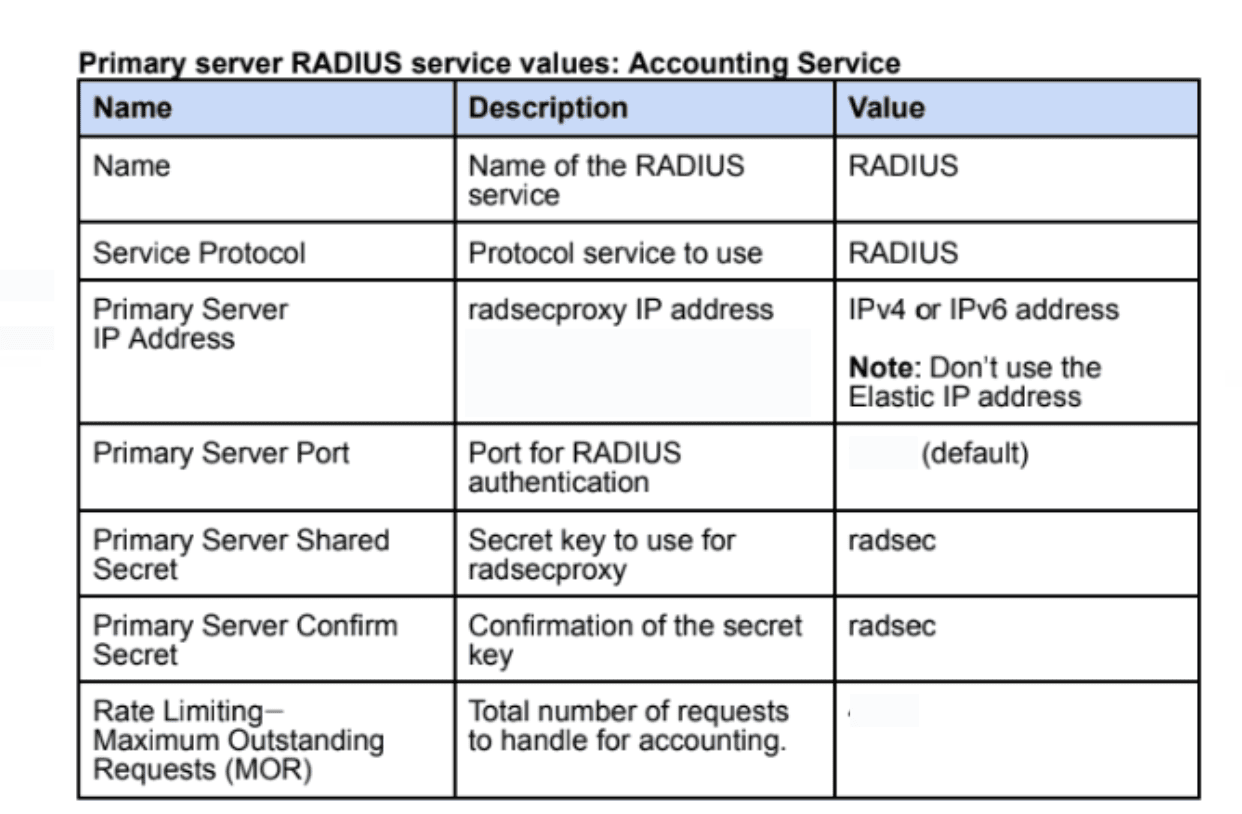 Primary server RADIUS service values: Accounting Service
Name Description Value
Name Name of the RADIUS RADIUS
service
Service Protocol Protocol service to use RADIUS
Primary Server radsecproxy IP address IPv4 or IPv6 address
IP Address
Note: Don't use the
Elastic IP address
Primary Server Port Port for RADIUS (default)
authentication
Primary Server Shared Secret key to use for radsec
Secret radsecproxy
Primary Server Confirm Confirmation of the secret radsec
Secret key
Rate Limiting— Total number of requests
Maximum Outstanding to handle for accounting.
Requests (MOR)